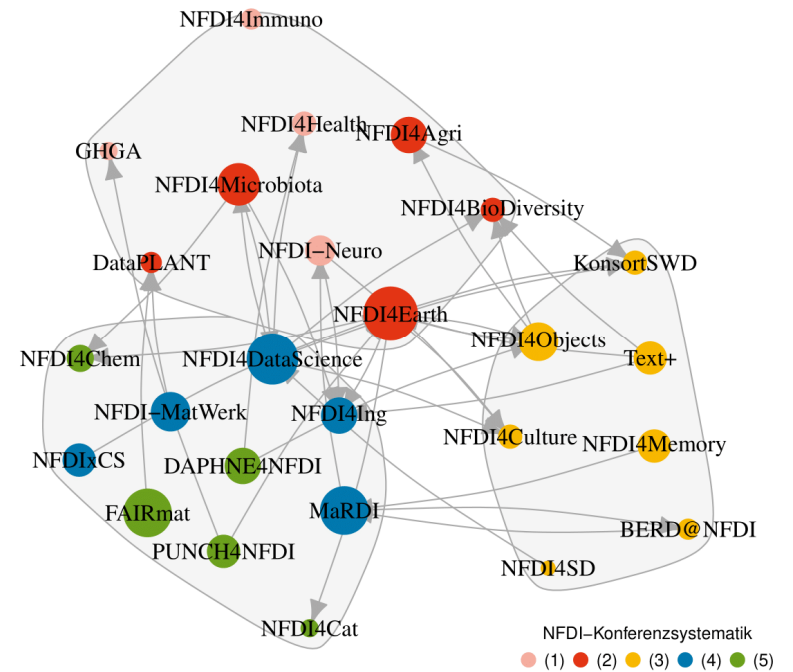 NFDI4Immuno
NFDI4Health
NFDI4Agri
GHGA
NFDI4Microbiota
NFDI4BioDiversity
NFDI–Neuro
DataPLANT
KonsortSWD
NFDI4Earth
NFDI4Objects
NFDI4Chem
NFDI4DataScience
Text+
NFDI–MatWerk
NFDI4Ing
NFDI4Culture
NFDI4Memory
NFDIxCS
DAPHNE4NFDI
FAIRmat
MaRDI
BERD@NFDI
PUNCH4NFDI
NFDI4SD
NFDI4Cat
NFDI–Konferenzsystematik
(1) (2) (3) (4) (5)